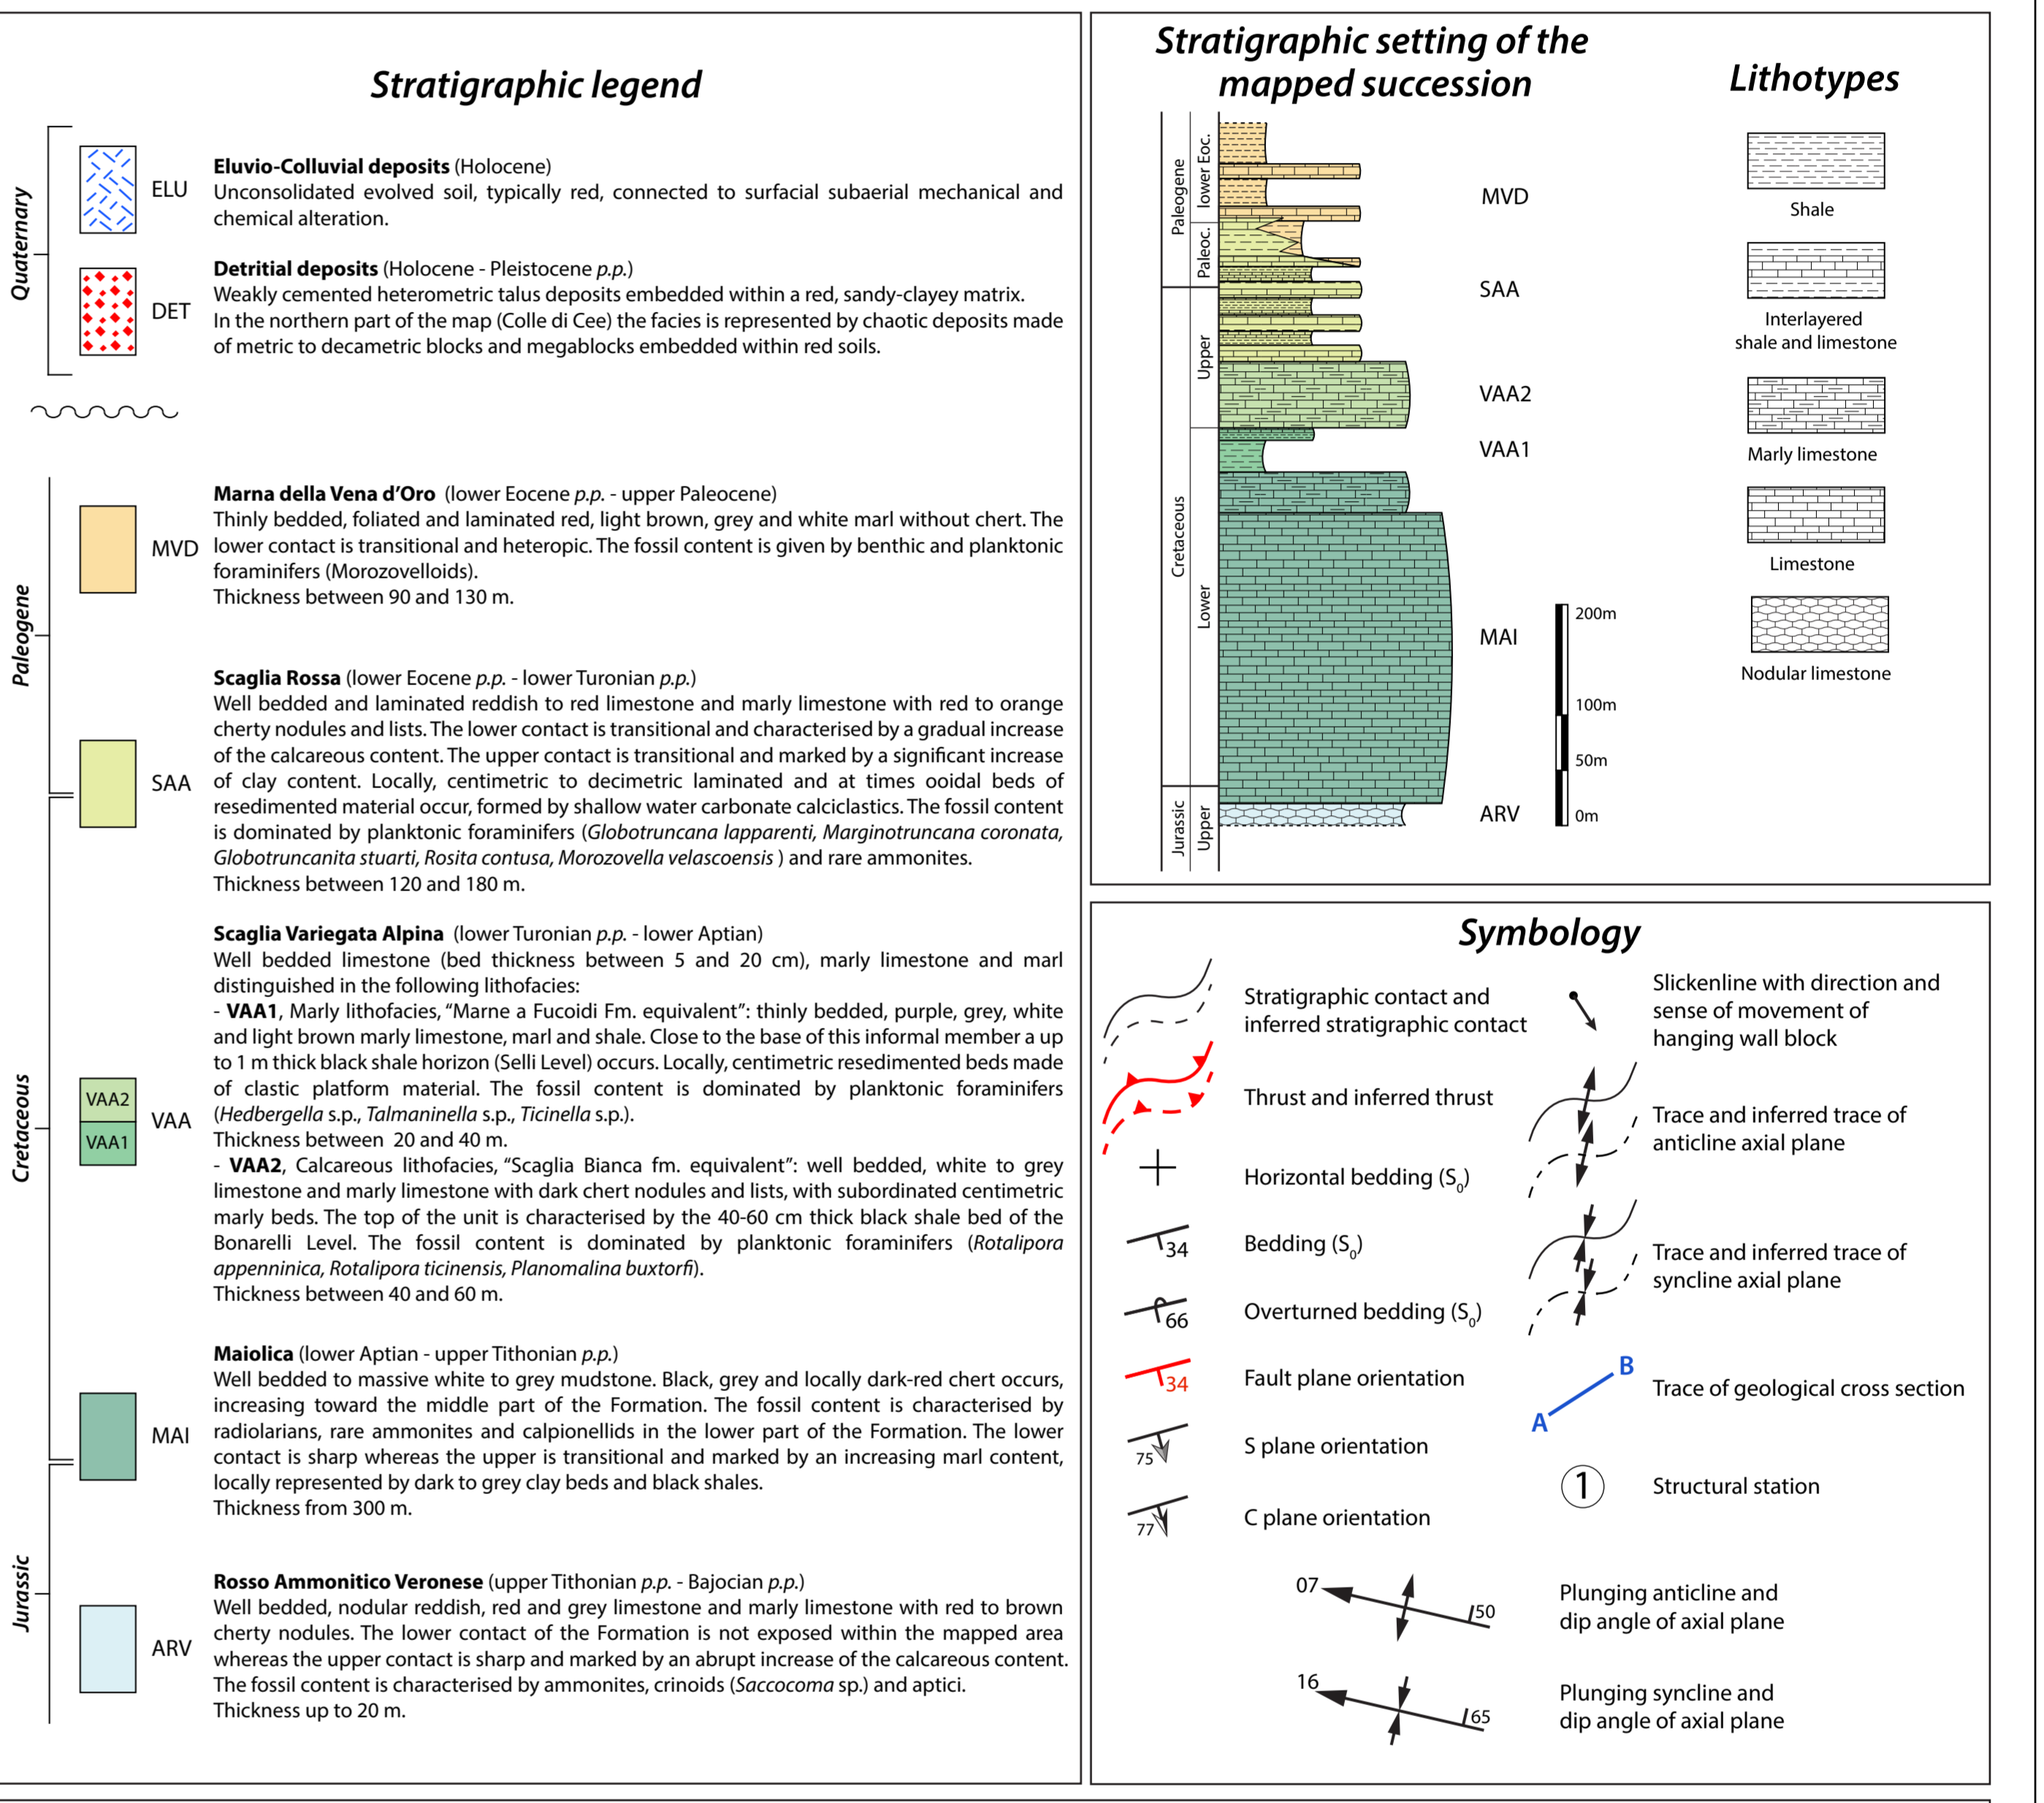 Stratigraphic legend
Quaternary
ELU
Eluvio-Colluvial deposits (Holocene)
Unconsolidated evolved soil, typically red, connected to surfacial subaerial mechanical and
chemical alteration.
DET
Detritial deposits (Holocene - Pleistocene p.p.)
Weakly cemented heterometric talus deposits embedded within a red, sandy-clayey matrix.
In the northern part of the map (Colle di Cee) the facies is represented by chaotic deposits made
of metric to decametric blocks and megablocks embedded within red soils.
Paleogene
MVD
Marna della Vena d’Oro (lower Eocene p.p. - upper Paleocene)
Thinly bedded, foliated and laminated red, light brown, grey and white marl without chert. The
lower contact is transitional and heteropic. The fossil content is given by benthic and planktonic
foraminifers (Morozovelloids).
Thickness between 90 and 130 m.
SAA
Scaglia Rossa (lower Eocene p.p. - lower Turonian p.p.)
Well bedded and laminated reddish to red limestone and marly limestone with red to orange
cherty nodules and lists. The lower contact is transitional and characterised by a gradual increase
of the calcareous content. The upper contact is transitional and marked by a significant increase
of clay content. Locally, centimetric to decimetric laminated and at times ooidal beds of
resedimented material occur, formed by shallow water carbonate calciclastics. The fossil content
is dominated by planktonic foraminifers (Globotruncana lapparenti, Marginotruncana coronata,
Globotruncanita stuarti, Rosita contusa, Morozovella velascoensis ) and rare ammonites.
Thickness between 120 and 180 m.
Cretaceous
VAA2
VAA1
VAA
Scaglia Variegata Alpina (lower Turonian p.p. - lower Aptian)
Well bedded limestone (bed thickness between 5 and 20 cm), marly limestone and marl
distinguished in the following lithofacies:
- VAA1, Marly lithofacies, “Marne a Fucoidi Fm. equivalent”: thinly bedded, purple, grey, white
and light brown marly limestone, marl and shale. Close to the base of this informal member a up
to 1 m thick black shale horizon (Selli Level) occurs. Locally, centimetric resedimented beds made
of clastic platform material. The fossil content is dominated by planktonic foraminifers
(Hedbergella s.p., Talmaninella s.p., Ticinella s.p.).
Thickness between 20 and 40 m.
- VAA2, Calcareous lithofacies, “Scaglia Bianca fm. equivalent”: well bedded, white to grey
limestone and marly limestone with dark chert nodules and lists, with subordinated centimetric
marly beds. The top of the unit is characterised by the 40-60 cm thick black shale bed of the
Bonarelli Level. The fossil content is dominated by planktonic foraminifers (Rotalipora
appenninica, Rotalipora ticinensis, Planomalina buxtorfi).
Thickness between 40 and 60 m.
MAI
Maiolica (lower Aptian - upper Tithonian p.p.)
Well bedded to massive white to grey mudstone. Black, grey and locally dark-red chert occurs,
increasing toward the middle part of the Formation. The fossil content is characterised by
radiolarians, rare ammonites and calpionellids in the lower part of the Formation. The lower
contact is sharp whereas the upper is transitional and marked by an increasing marl content,
locally represented by dark to grey clay beds and black shales.
Thickness from 300 m.
Jurassic
ARV
Rosso Ammonitico Veronese (upper Tithonian p.p. - Bajocian p.p.)
Well bedded, nodular reddish, red and grey limestone and marly limestone with red to brown
cherty nodules. The lower contact of the Formation is not exposed within the mapped area
whereas the upper contact is sharp and marked by an abrupt increase of the calcareous content.
The fossil content is characterised by ammonites, crinoids (Saccocoma sp.) and aptici.
Thickness up to 20 m.
Stratigraphic setting of the
mapped succession
Paleogene
lower Eoc.
Paleoc.
Cretaceous
Upper
Lower
Jurassic
Upper
MVD
SAA
VAA2
VAA1
MAI
ARV
200m
100m
50m
0m
Lithotypes
Shale
Interlayered
shale and limestone
Marly limestone
Limestone
Nodular limestone
Symbology
Stratigraphic contact and
inferred stratigraphic contact
Thrust and inferred thrust
Horizontal bedding (S0)
34
Bedding (S0)
66
Overturned bedding (S0)
34
Fault plane orientation
75
S plane orientation
77
C plane orientation
Slickenline with direction and
sense of movement of
hanging wall block
Trace and inferred trace of
anticline axial plane
Trace and inferred trace of
syncline axial plane
A
B
Trace of geological cross section
1
Structural station
07
50
Plunging anticline and
dip angle of axial plane
16
65
Plunging syncline and
dip angle of axial plane